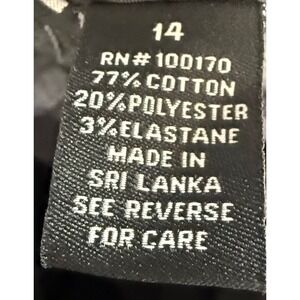 14
RN# 100170
77% COTTON
20% POLYESTER
3% ELASTANE
MADE IN
SRI LANKA
SEE REVERSE
FOR CARE